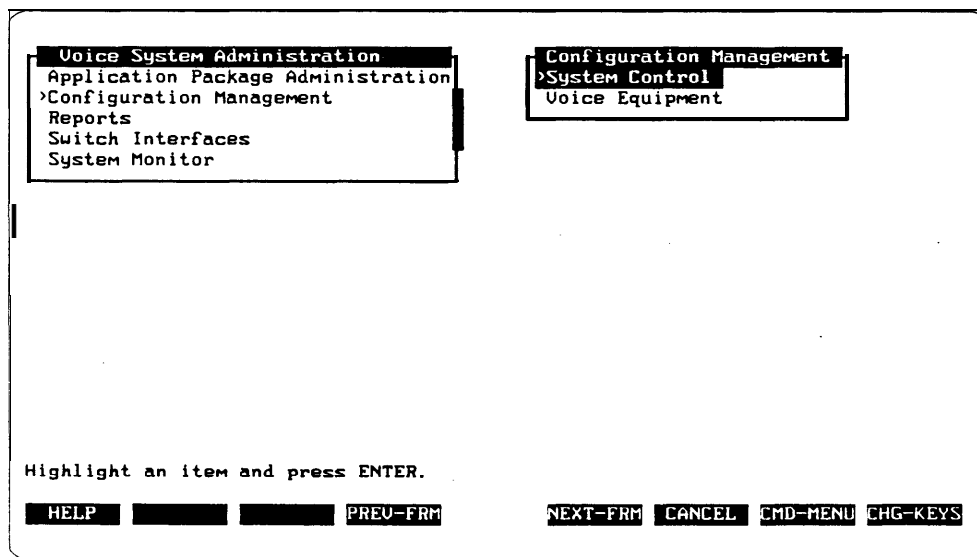 Voice System Administration
Application Package Administration
>Configuration Management
Reports
Switch Interfaces
System Monitor
Configuration Management
>System Control
Voice Equipment
Highlight an item and press ENTER.
HELP PREV-FRM NEXT-FRM CANCEL CMD-MENU CHG-KEYS